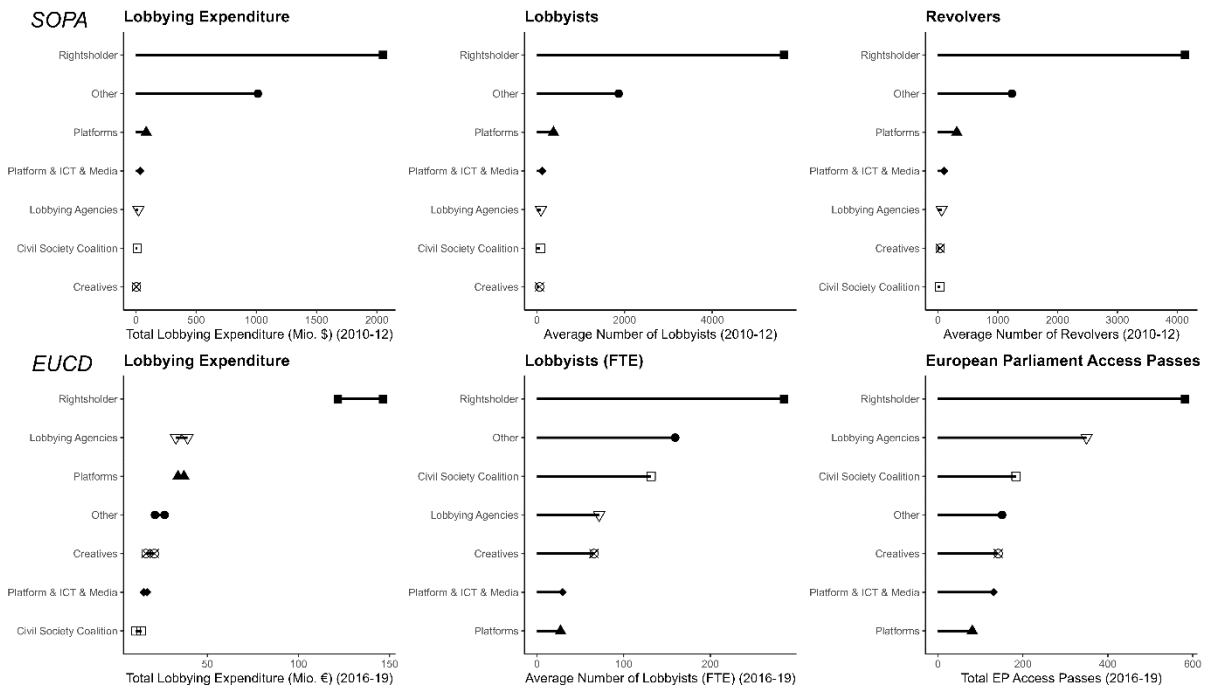 SOPA
Lobbying Expenditure
Rightsholder
Other
Platforms
Platform & ICT & Media
Lobbying Agencies
Civil Society Coalition
Creatives
0
500
1000
1500
2000
Total Lobbying Expenditure (Mio. $) (2010-12)
Lobbyists
Rightsholder
Other
Platforms
Platform & ICT & Media
Lobbying Agencies
Civil Society Coalition
Creatives
0
2000
4000
Average Number of Lobbyists (2010-12)
Revolvers
Rightsholder
Other
Platforms
Platform & ICT & Media
Lobbying Agencies
Creatives
Civil Society Coalition
0
1000
2000
3000
4000
Average Number of Revolvers (2010-12)
EUCD
Lobbying Expenditure
Rightsholder
Lobbying Agencies
Platforms
Other
Creatives
Platform & ICT & Media
Civil Society Coalition
50
100
150
Total Lobbying Expenditure (Mio. €) (2016-19)
Lobbyists (FTE)
Rightsholder
Other
Civil Society Coalition
Lobbying Agencies
Creatives
Platform & ICT & Media
Platforms
0
100
200
Average Number of Lobbyists (FTE) (2016-19)
European Parliament Access Passes
Rightsholder
Lobbying Agencies
Civil Society Coalition
Other
Creatives
Platform & ICT & Media
Platforms
0
200
400
600
Total EP Access Passes (2016-19)